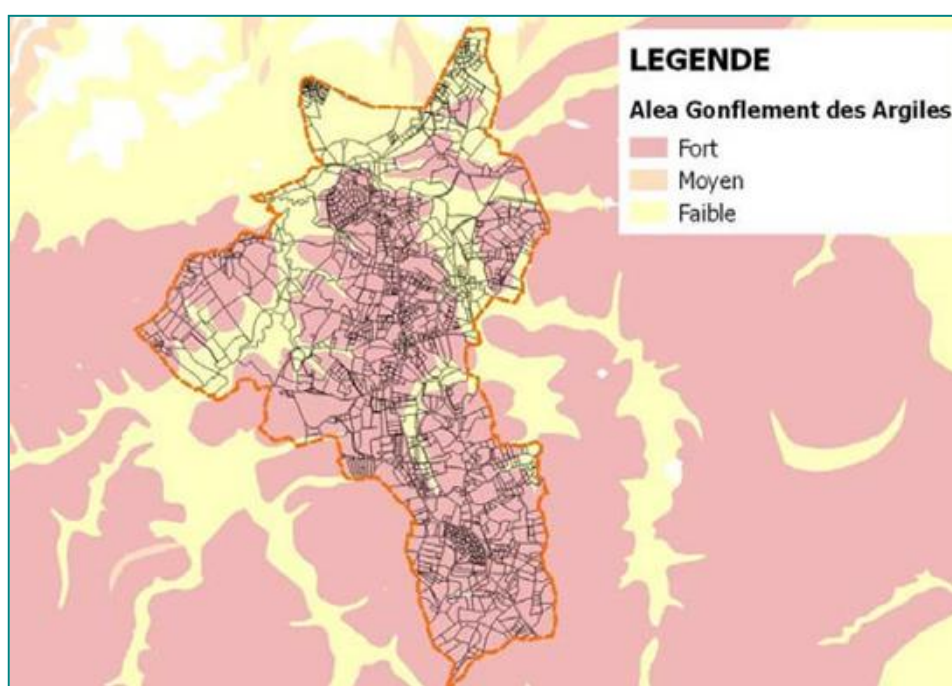 LEGENDE
Alea Gonflement des Argiles
Fort
Moyen
Faible